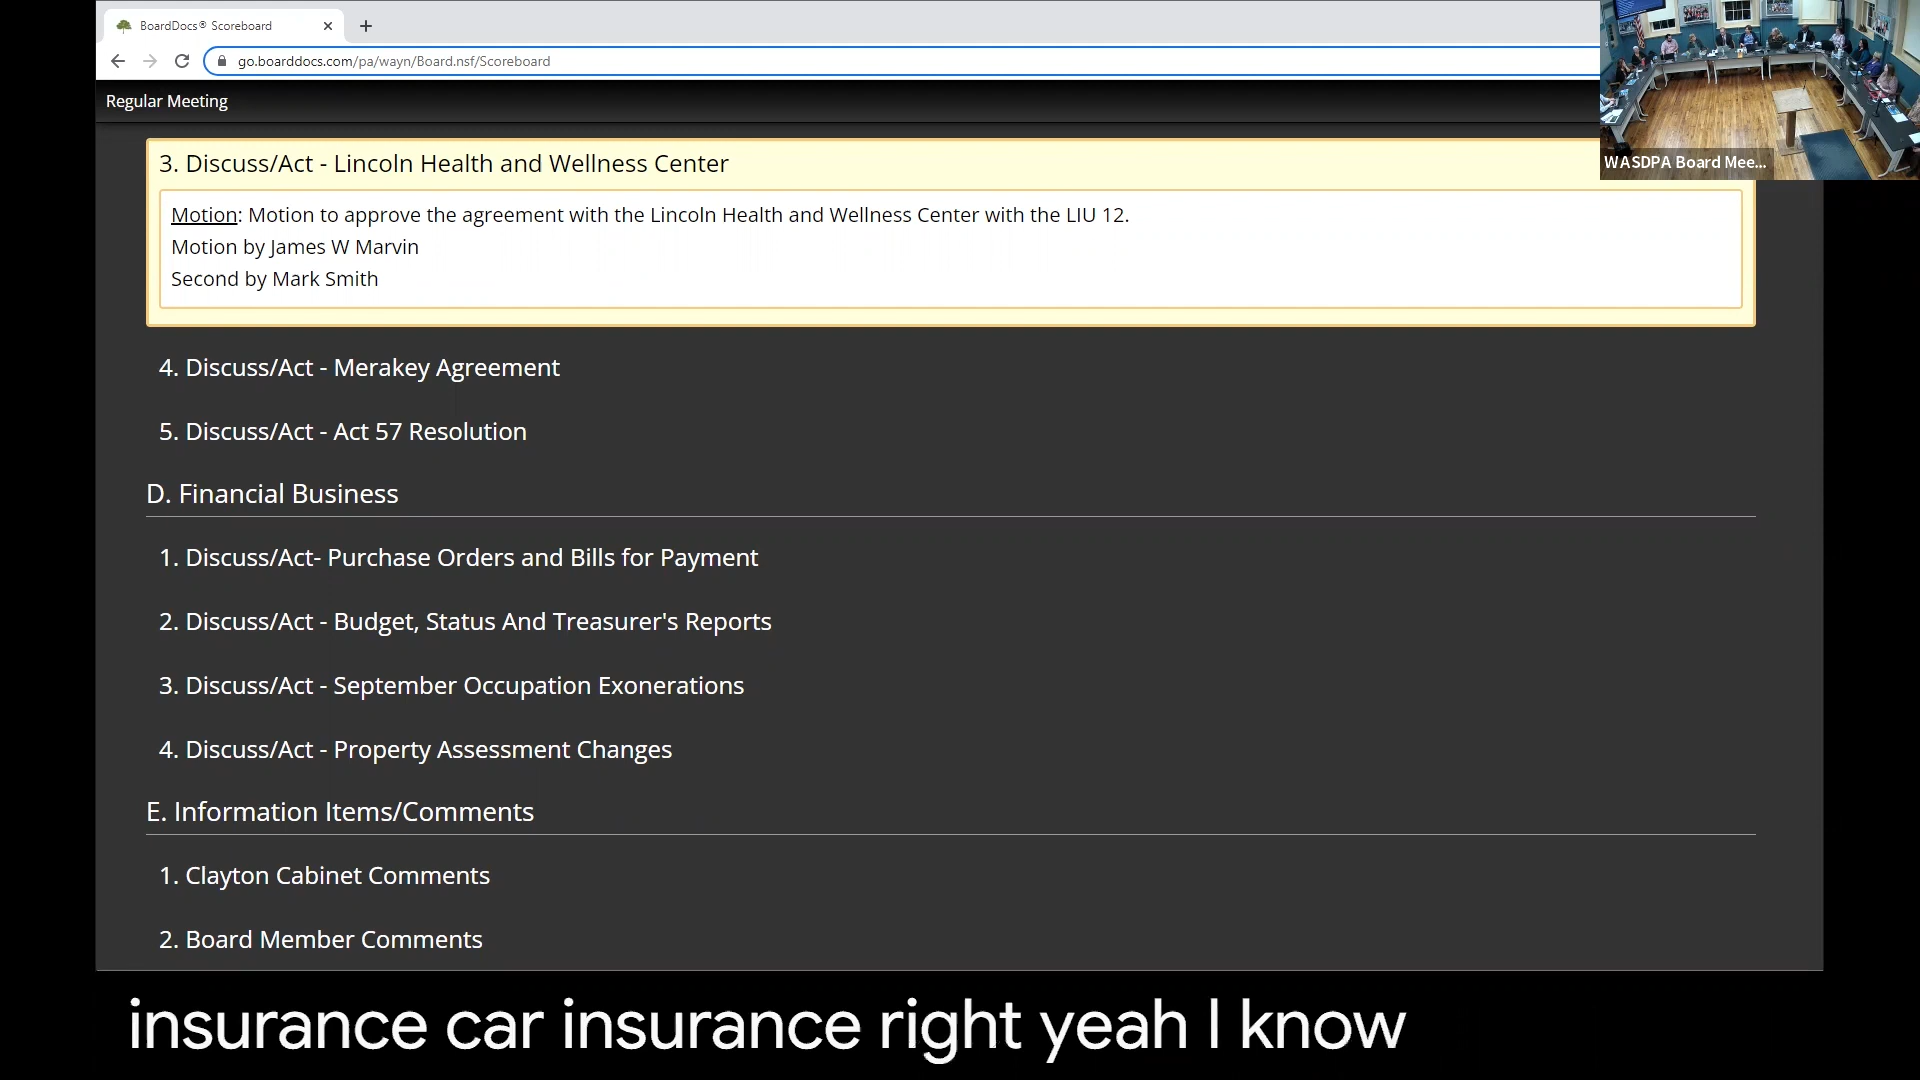 BoardDocs® Scoreboard
go.boarddocs.com/pa/wayn/Board.nsf/Scoreboard
Regular Meeting
WASDPA Board Mee...
3. Discuss/Act - Lincoln Health and Wellness Center
Motion: Motion to approve the agreement with the Lincoln Health and Wellness Center with the LIU 12.
Motion by James W Marvin
Second by Mark Smith
4. Discuss/Act - Merakey Agreement
5. Discuss/Act - Act 57 Resolution
D. Financial Business
1. Discuss/Act- Purchase Orders and Bills for Payment
2. Discuss/Act - Budget, Status And Treasurer's Reports
3. Discuss/Act - September Occupation Exonerations
4. Discuss/Act - Property Assessment Changes
E. Information Items/Comments
1. Clayton Cabinet Comments
2. Board Member Comments
insurance car insurance right yeah I know